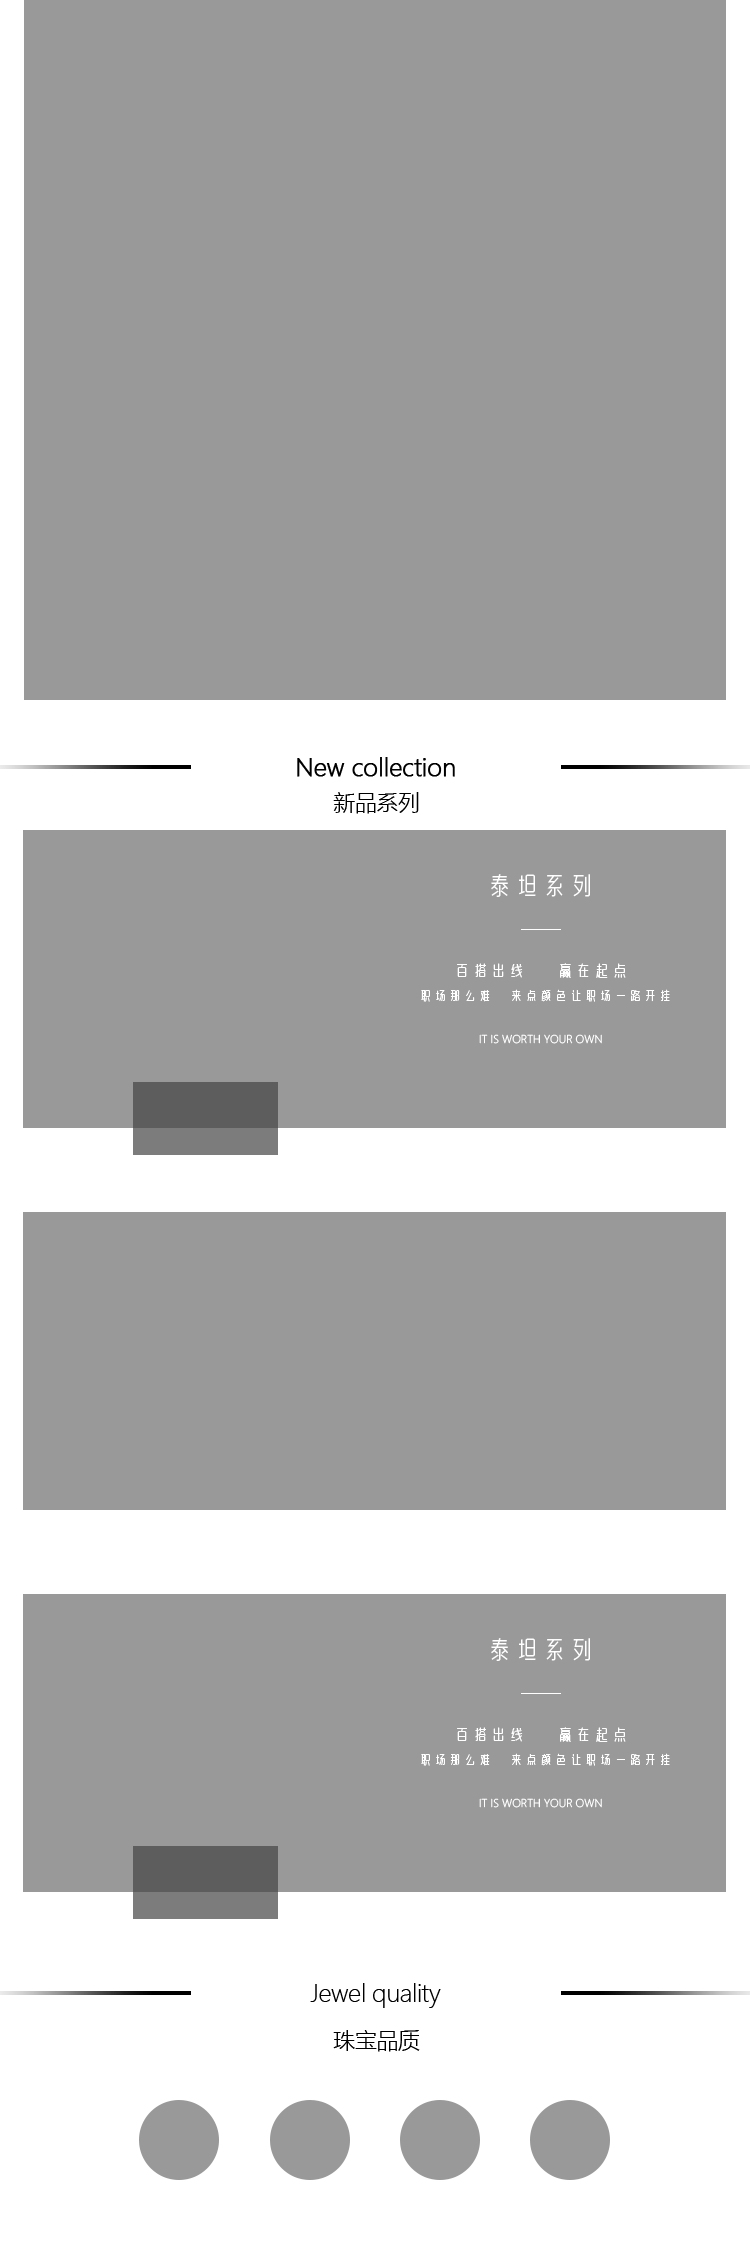 New collection
新品系列
泰坦系列
百搭出线 赢在起点
职场那么难 来点颜色让职场一路开挂
IT IS WORTH YOUR OWN
泰坦系列
百搭出线 赢在起点
职场那么难 来点颜色让职场一路开挂
IT IS WORTH YOUR OWN
Jewel quality
珠宝品质